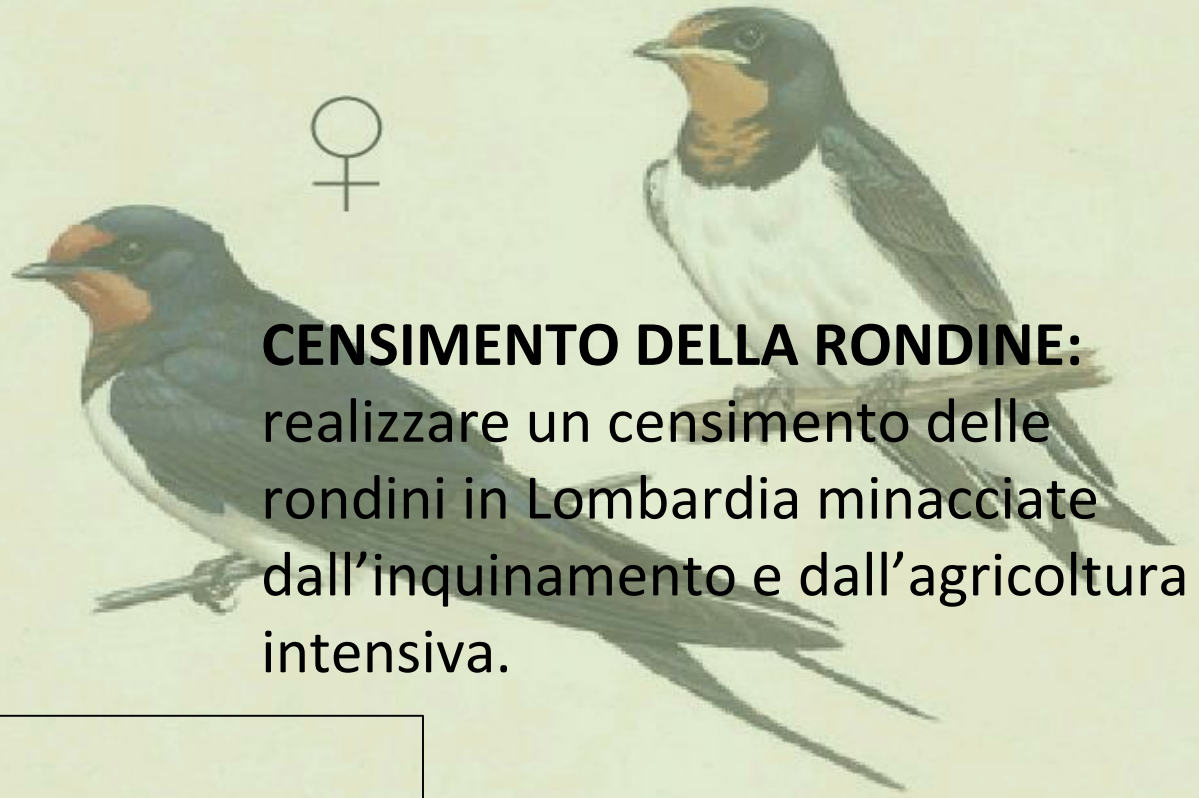 ♀
CENSIMENTO DELLA RONDINE:
realizzare un censimento delle
rondini in Lombardia minacciate
dall’inquinamento e dall’agricoltura
intensiva.